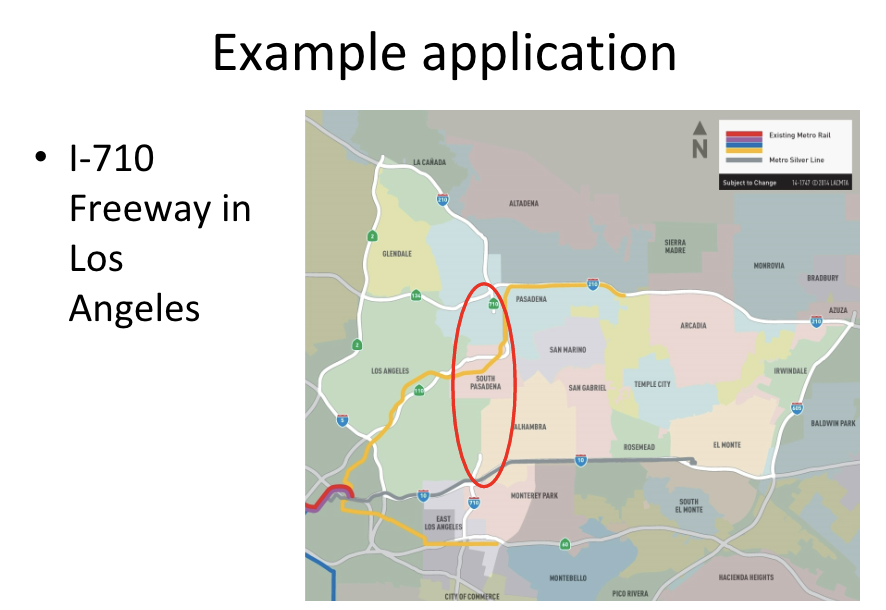 Example application
• I-710
Freeway in
Los
Angeles
N
Existing Metro Rail
Metro Silver Line
Subject to Change 14-1747 ©2014 LACMTA
LA CAÑADA
210
ALTADENA
2
GLENDALE
SIERRA
MADRE
MONROVIA
BRADBURY
134
710
PASADENA
210
AZUZA
210
ARCADIA
2
SAN MARINO
LOS ANGELES
SOUTH
PASADENA
110
SAN GABRIEL
TEMPLE CITY
IRWINDALE
605
5
ALHAMBRA
BALDWIN PARK
ROSEMEAD
EL MONTE
10
10
710
MONTEREY PARK
SOUTH
EL MONTE
EAST
LOS ANGELES
60
MONTEBELLO
HACIENDA HEIGHTS
CITY OF COMMERCE
PICO RIVERA